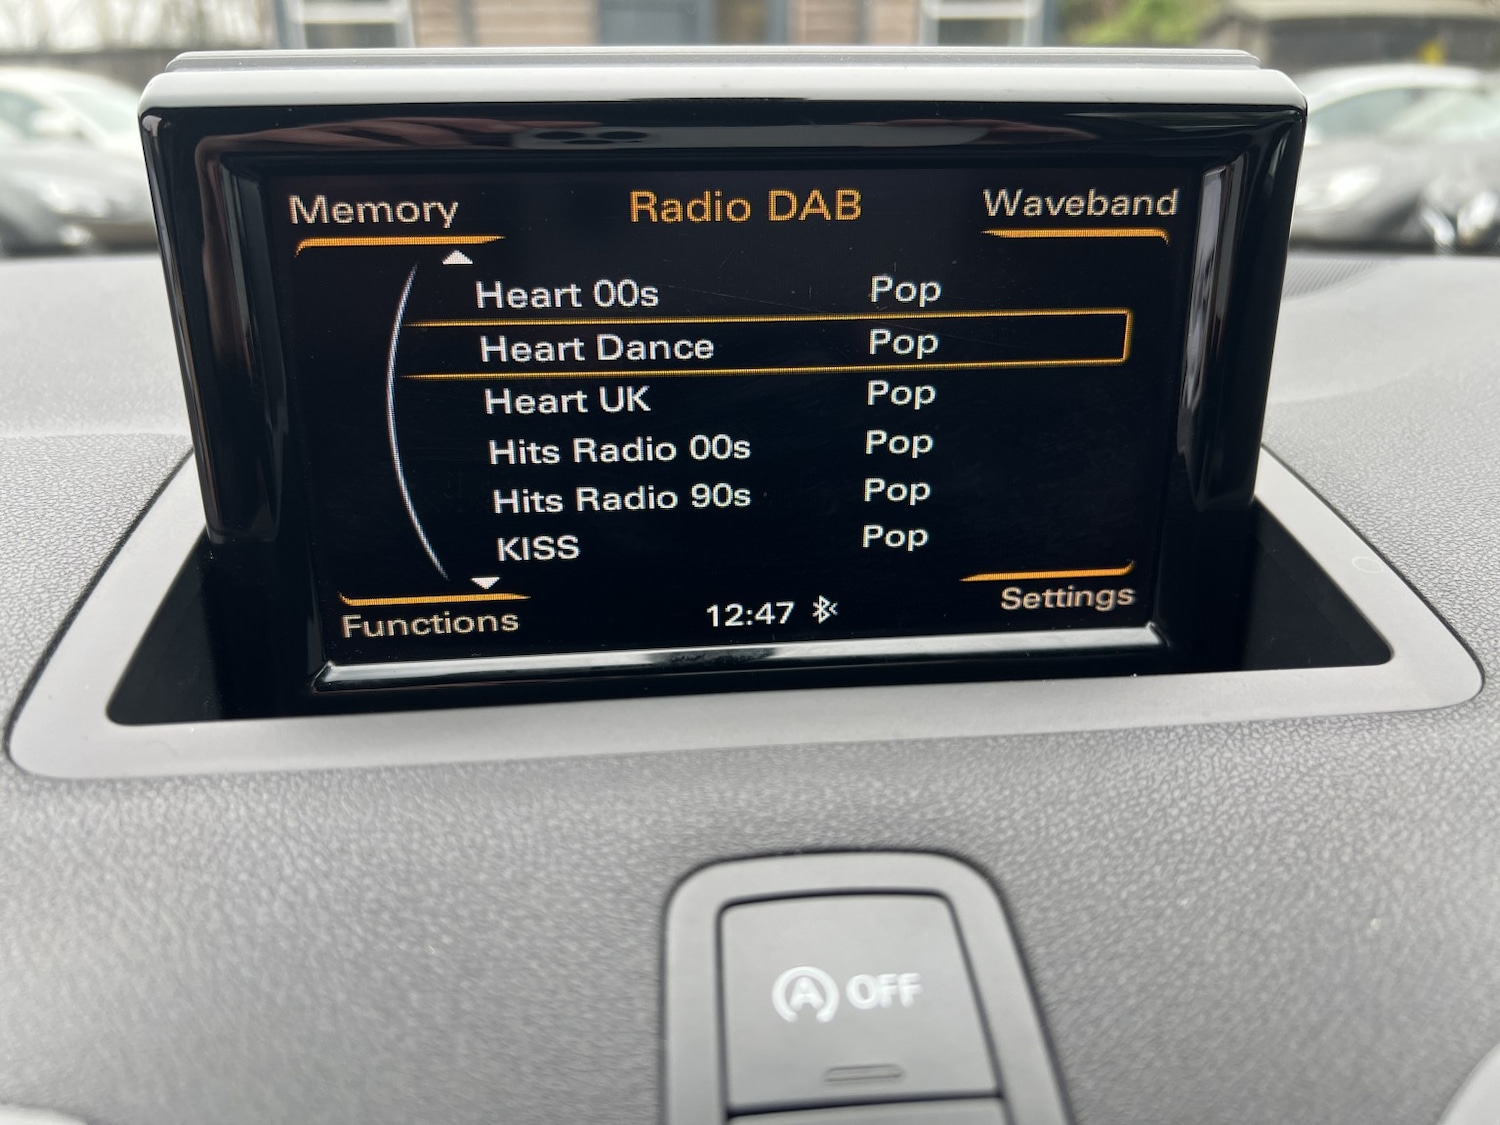 Memory Radio DAB Waveband
Heart 00s Pop
Heart Dance Pop
Heart UK Pop
Hits Radio 00s Pop
Hits Radio 90s Pop
KISS Pop
Functions 12:47 Settings
A OFF